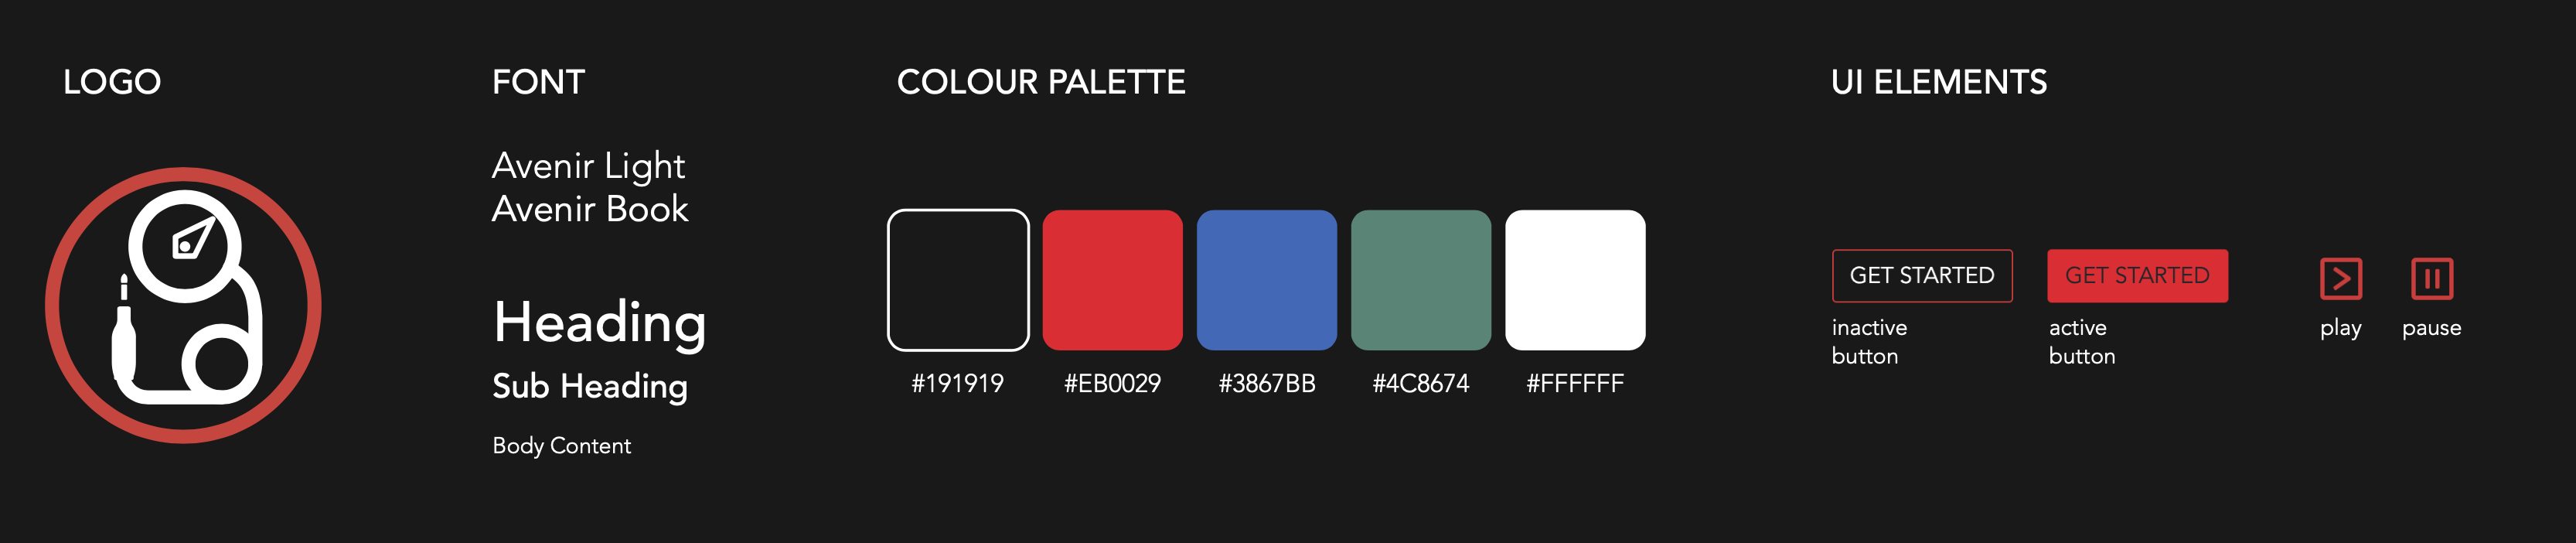 LOGO
FONT
Avenir Light
Avenir Book
Heading
Sub Heading
Body Content
COLOUR PALETTE
#191919
#EB0029
#3867BB
#4C8674
#FFFFFF
UI ELEMENTS
GET STARTED
inactive
button
GET STARTED
active
button
play
pause